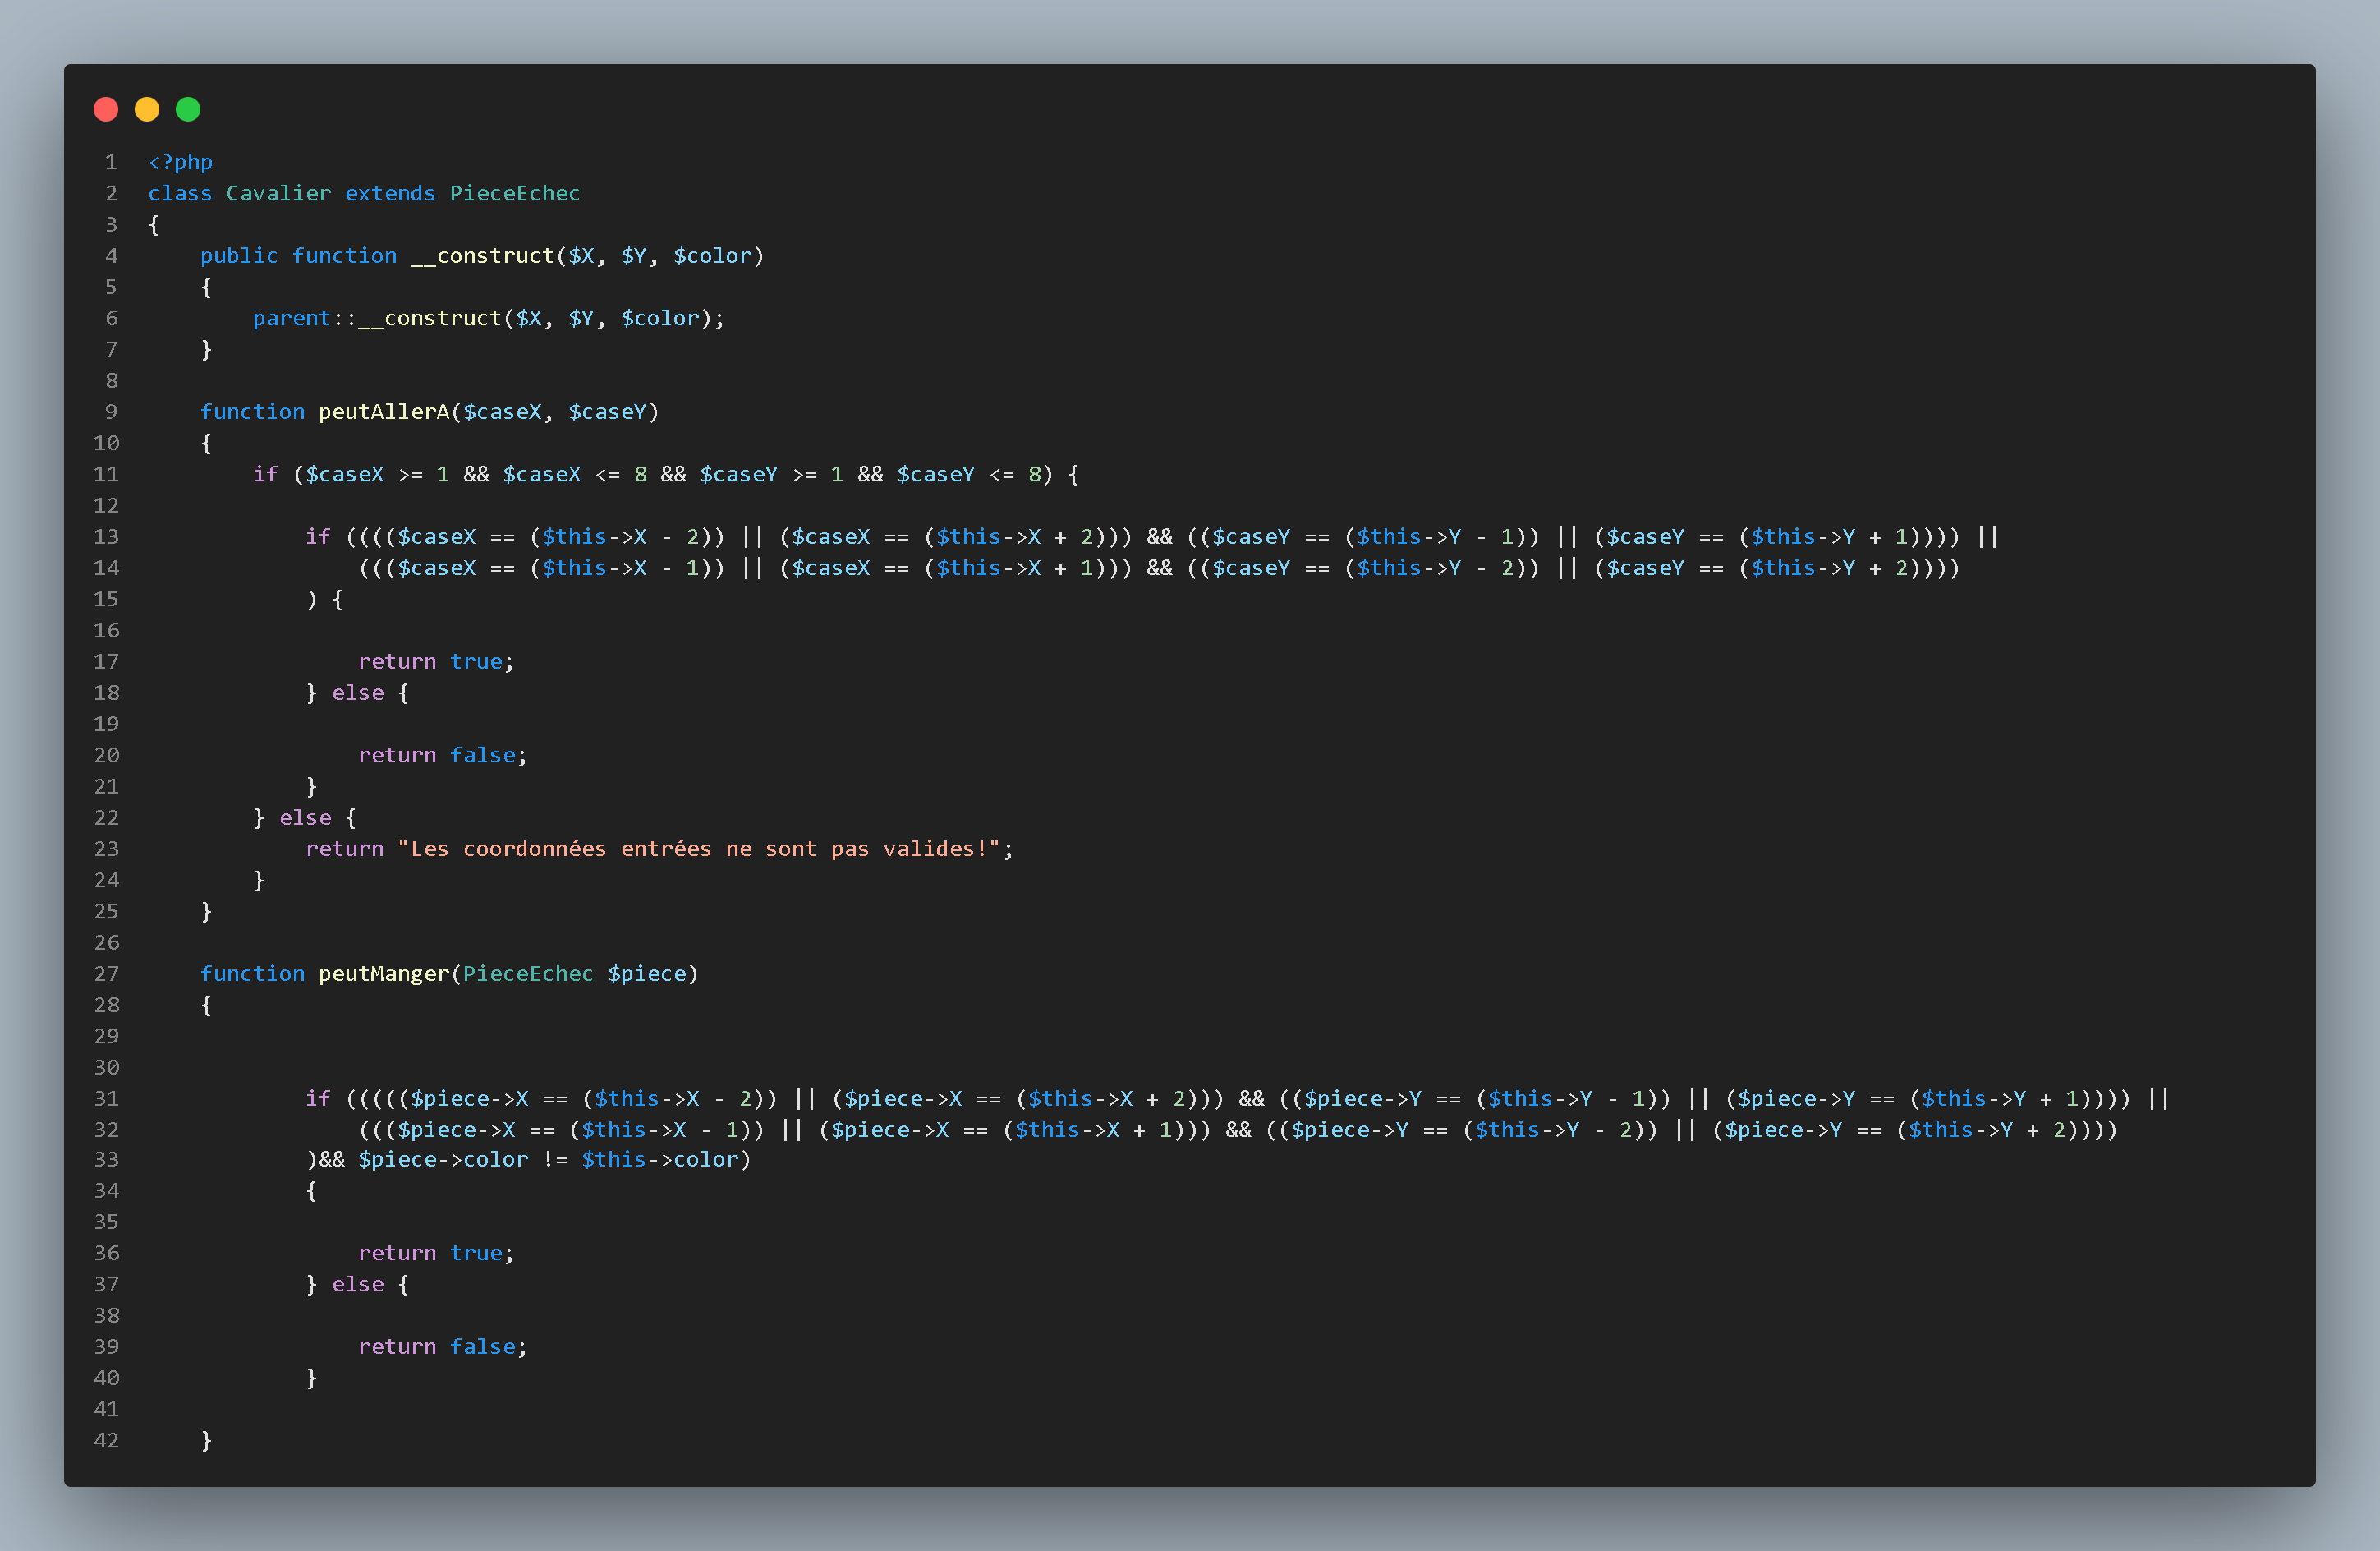 1 <?php
2 class Cavalier extends PieceEchec
3 {
4     public function __construct($X, $Y, $color)
5     {
6         parent::__construct($X, $Y, $color);
7     }
8
9     function peutAllerA($caseX, $caseY)
10     {
11         if ($caseX >= 1 && $caseX <= 8 && $caseY >= 1 && $caseY <= 8) {
12
13             if (((($caseX == ($this->X - 2)) || ($caseX == ($this->X + 2))) && (($caseY == ($this->Y - 1)) || ($caseY == ($this->Y + 1)))) ||
14                 ((($caseX == ($this->X - 1)) || ($caseX == ($this->X + 1))) && (($caseY == ($this->Y - 2)) || ($caseY == ($this->Y + 2))))
15             ) {
16
17                 return true;
18             } else {
19
20                 return false;
21             }
22         } else {
23             return "Les coordonnées entrées ne sont pas valides!";
24         }
25     }
26
27     function peutManger(PieceEchec $piece)
28     {
29
30
31             if ((((($piece->X == ($this->X - 2)) || ($piece->X == ($this->X + 2))) && (($piece->Y == ($this->Y - 1)) || ($piece->Y == ($this->Y + 1)))) ||
32                 ((($piece->X == ($this->X - 1)) || ($piece->X == ($this->X + 1))) && (($piece->Y == ($this->Y - 2)) || ($piece->Y == ($this->Y + 2))))
33             )&& $piece->color != $this->color)
34             {
35
36                 return true;
37             } else {
38
39                 return false;
40             }
41
42     }